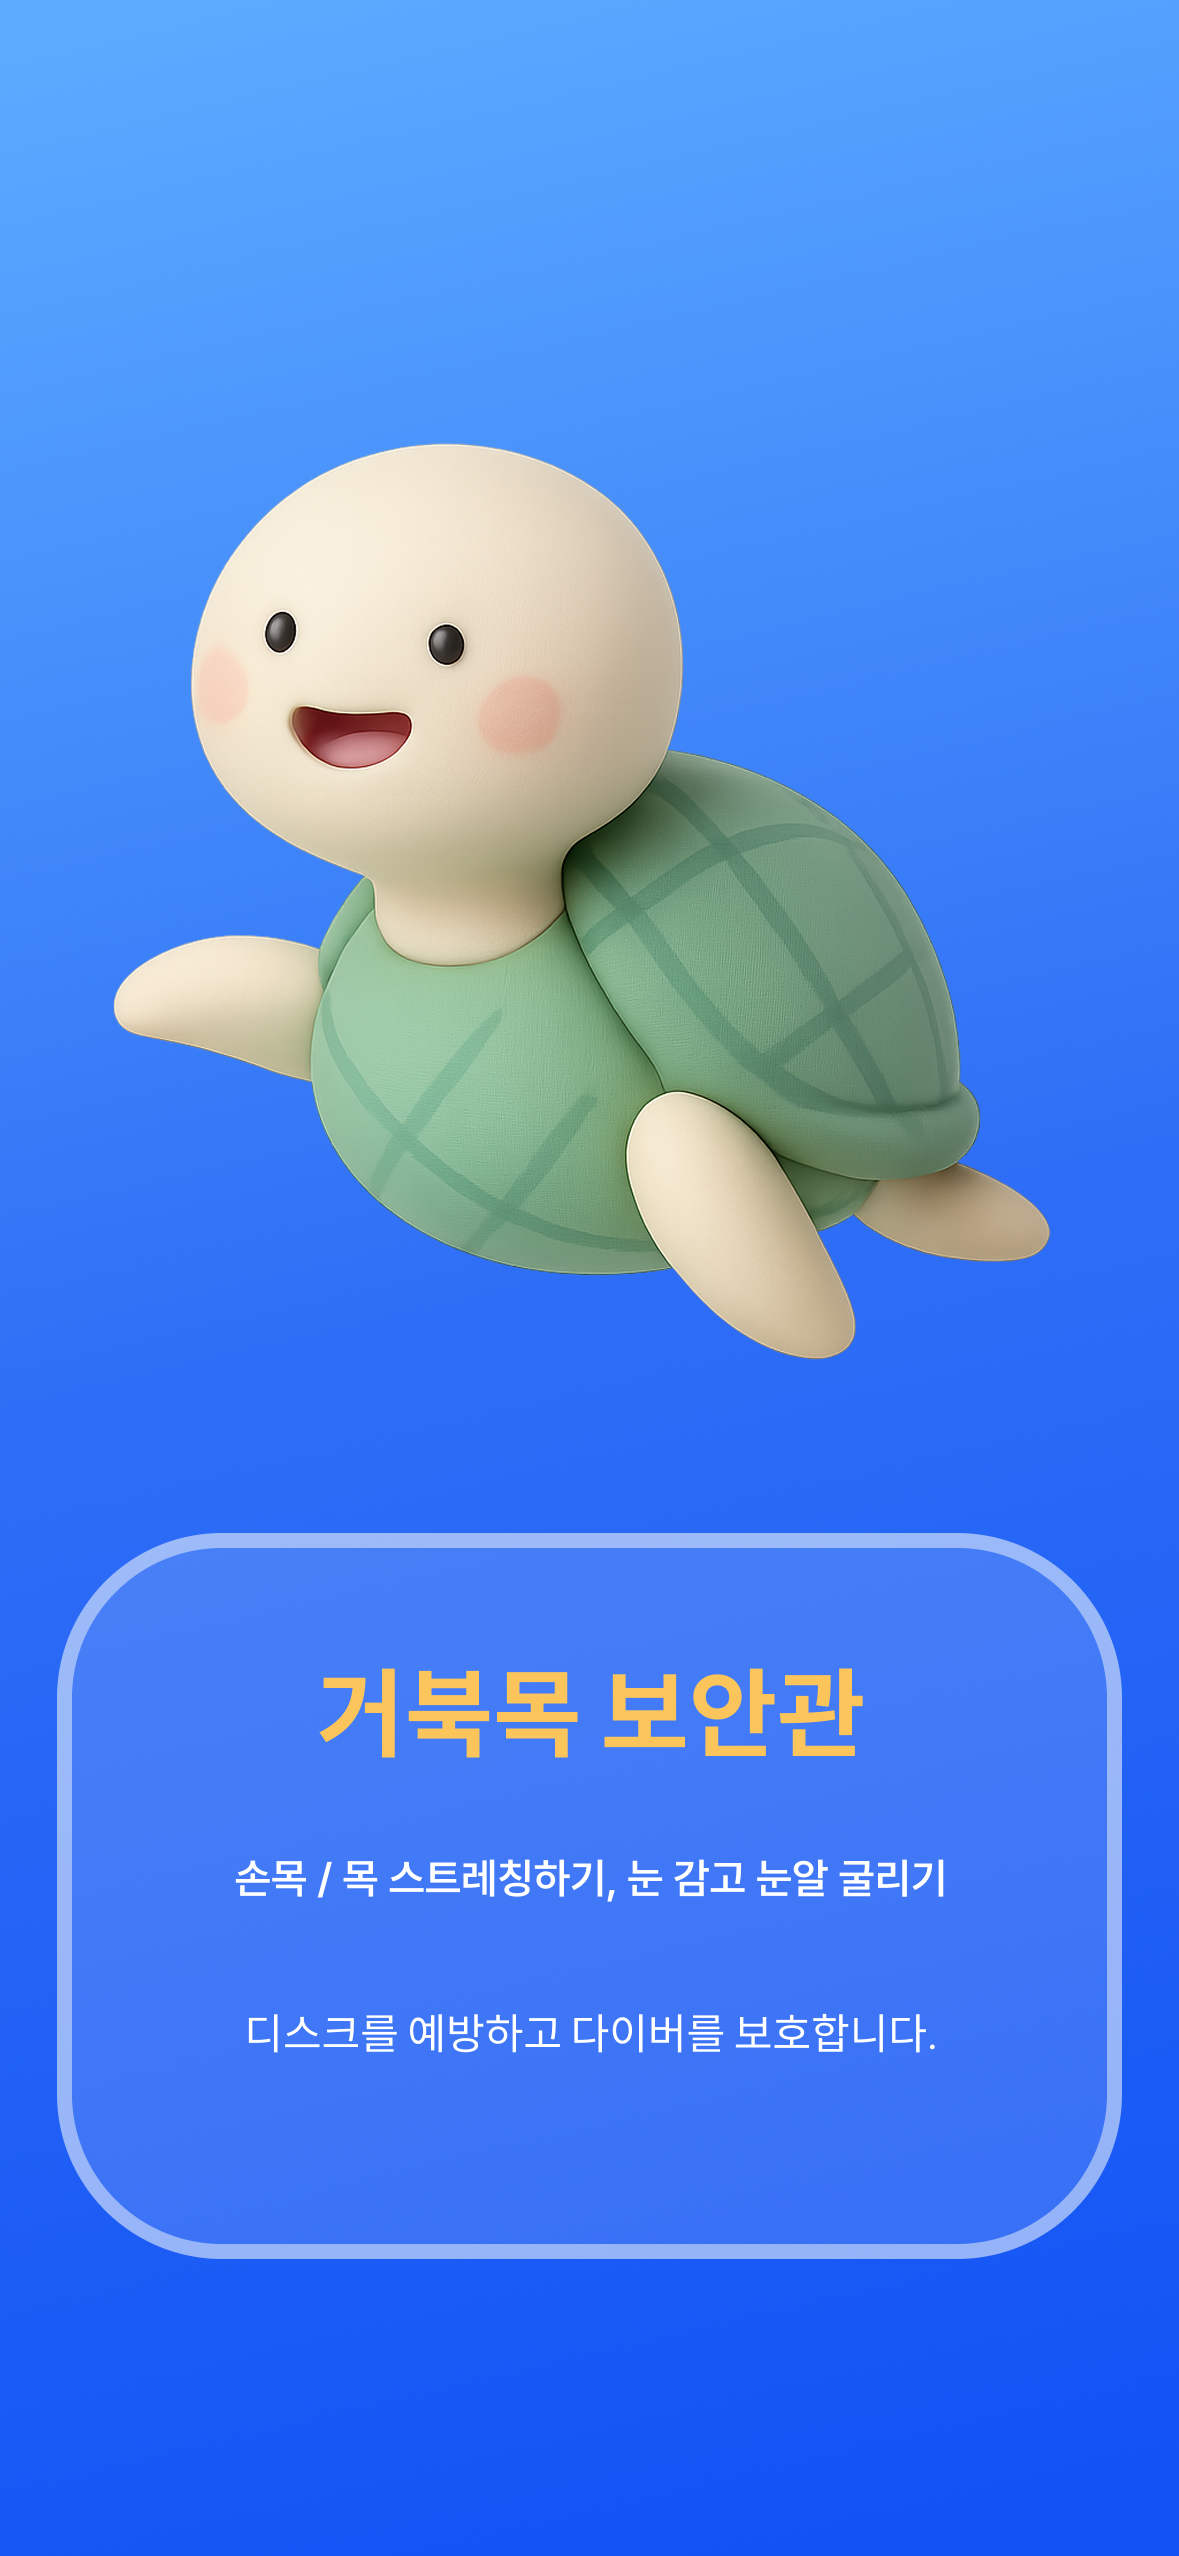 거북목 보안관
손목 / 목 스트레칭하기, 눈 감고 눈알 굴리기
디스크를 예방하고 다이버를 보호합니다.